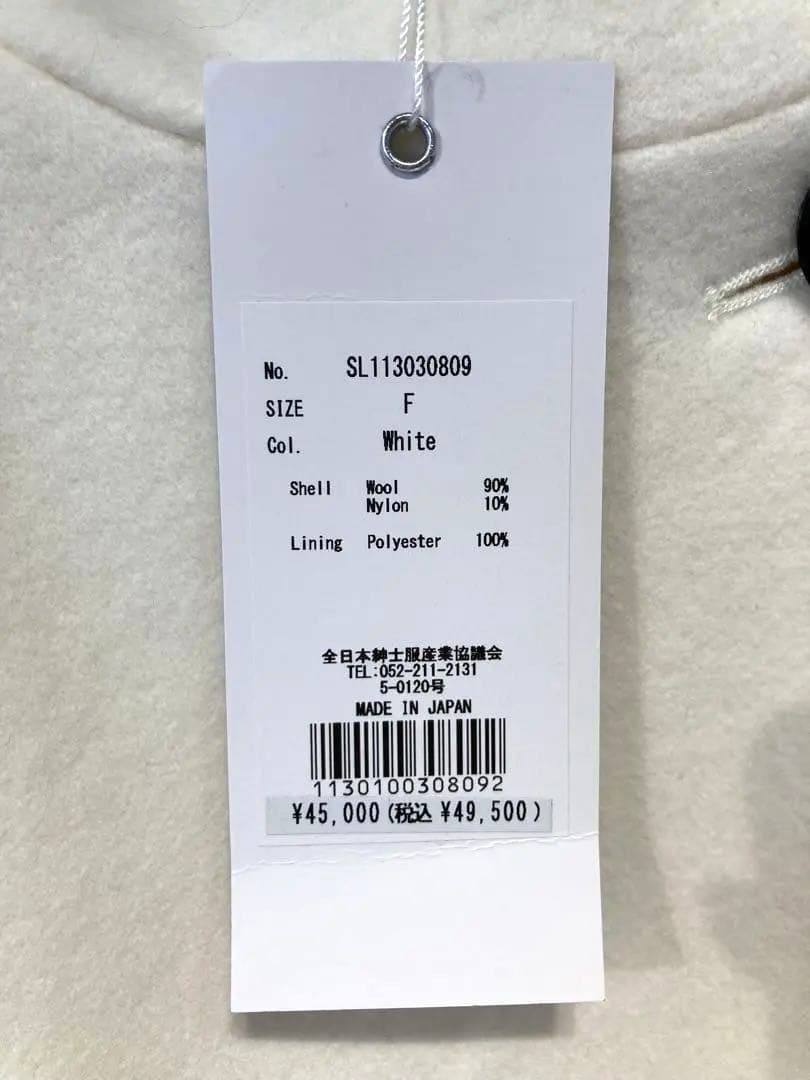 No. SL113030809
SIZE F
Col. White
Shell Wool 90%
Nylon 10%
Lining Polyester 100%
全日本紳士服産業協議会
TEL:052-211-2131
5-0120号
MADE IN JAPAN
1130100308092
¥45,000(税込 ¥49,500)